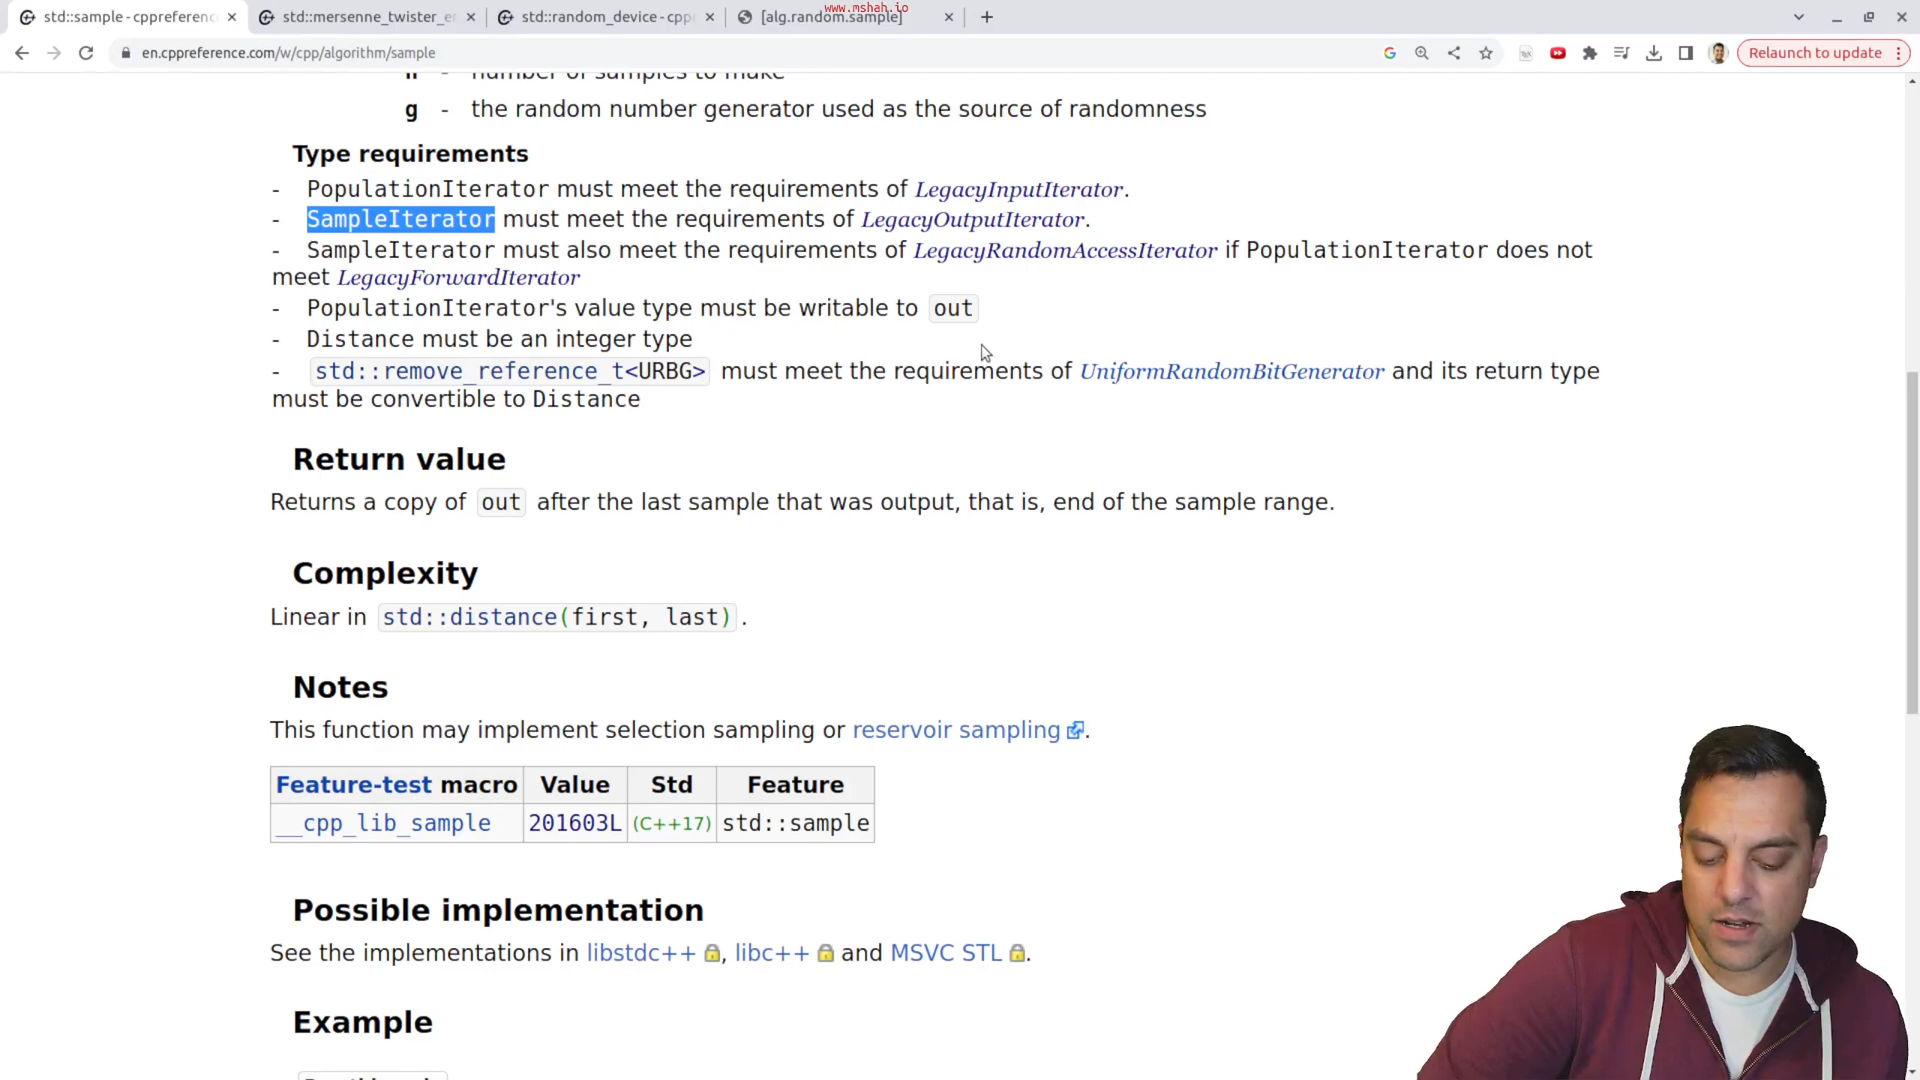 std::sample - cppreferenc
std::mersenne_twister_e
std::random_device - cpp
[alg.random.sample]
www.mshah.io
en.cppreference.com/w/cpp/algorithm/sample
Relaunch to update
n - number of samples to make
g - the random number generator used as the source of randomness
Type requirements
- PopulationIterator must meet the requirements of LegacyInputIterator.
- SampleIterator must meet the requirements of LegacyOutputIterator.
- SampleIterator must also meet the requirements of LegacyRandomAccessIterator if PopulationIterator does not
meet LegacyForwardIterator
- PopulationIterator's value type must be writable to out
- Distance must be an integer type
- std::remove_reference_t<URBG> must meet the requirements of UniformRandomBitGenerator and its return type
must be convertible to Distance
Return value
Returns a copy of out after the last sample that was output, that is, end of the sample range.
Complexity
Linear in std::distance(first, last).
Notes
This function may implement selection sampling or reservoir sampling.
Feature-test macro Value Std Feature
__cpp_lib_sample 201603L (C++17) std::sample
Possible implementation
See the implementations in libstdc++, libc++ and MSVC STL.
Example